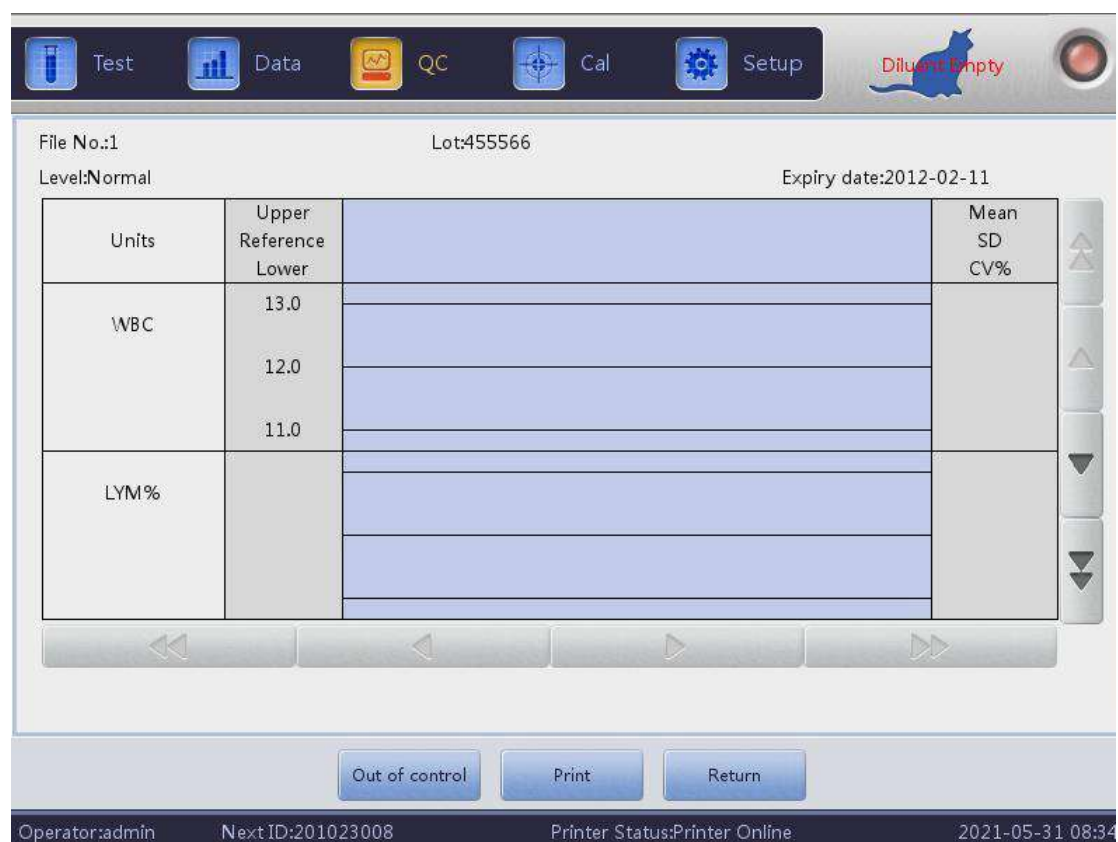 Test Data QC Cal Setup Diluent Empty
File No.:1 Lot:455566
Level:Normal Expiry date:2012-02-11
Units
Upper
Reference
Lower
Mean
SD
CV%
WBC
13.0
12.0
11.0
LYM%
Out of control Print Return
Operator:admin Next ID:201023008 Printer Status:Printer Online 2021-05-31 08:34